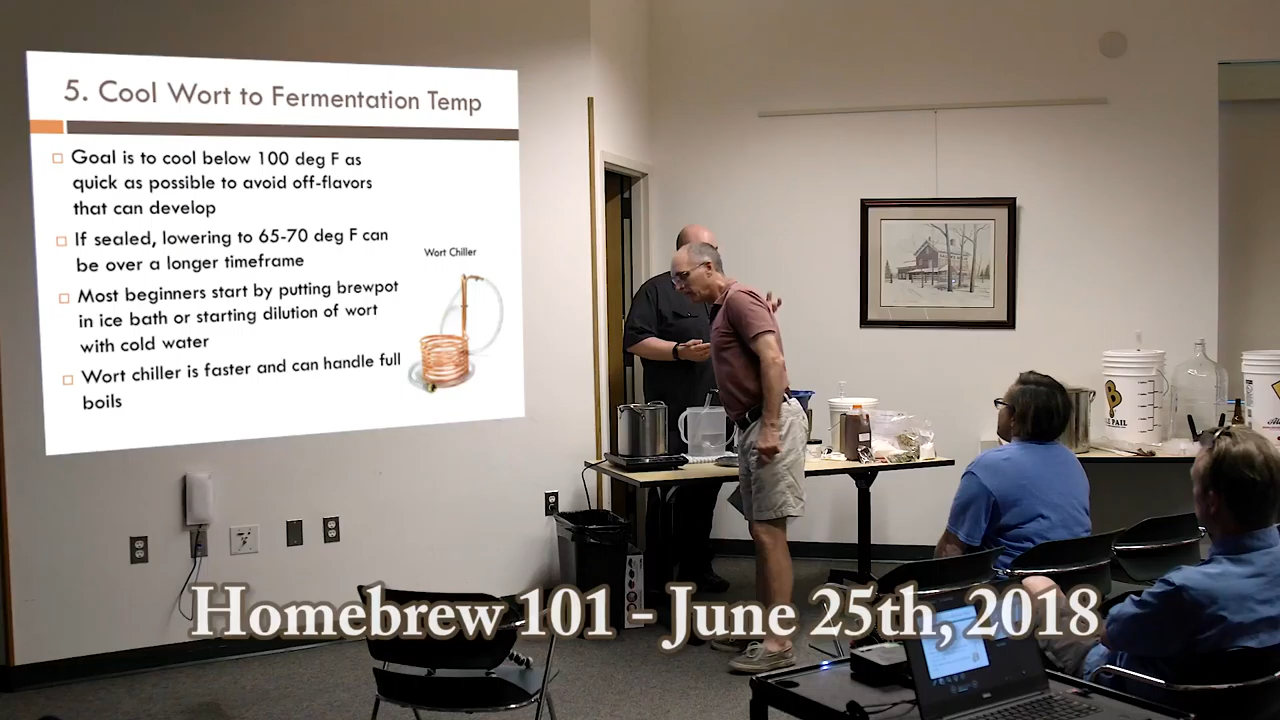 5. Cool Wort to Fermentation Temp
Goal is to cool below 100 deg F as
quick as possible to avoid off-flavors
that can develop
If sealed, lowering to 65-70 deg F can
be over a longer timeframe
Most beginners start by putting brewpot
in ice bath or starting dilution of wort
with cold water
Wort chiller is faster and can handle full
boils
Wort Chiller
Homebrew 101 - June 25th, 2018